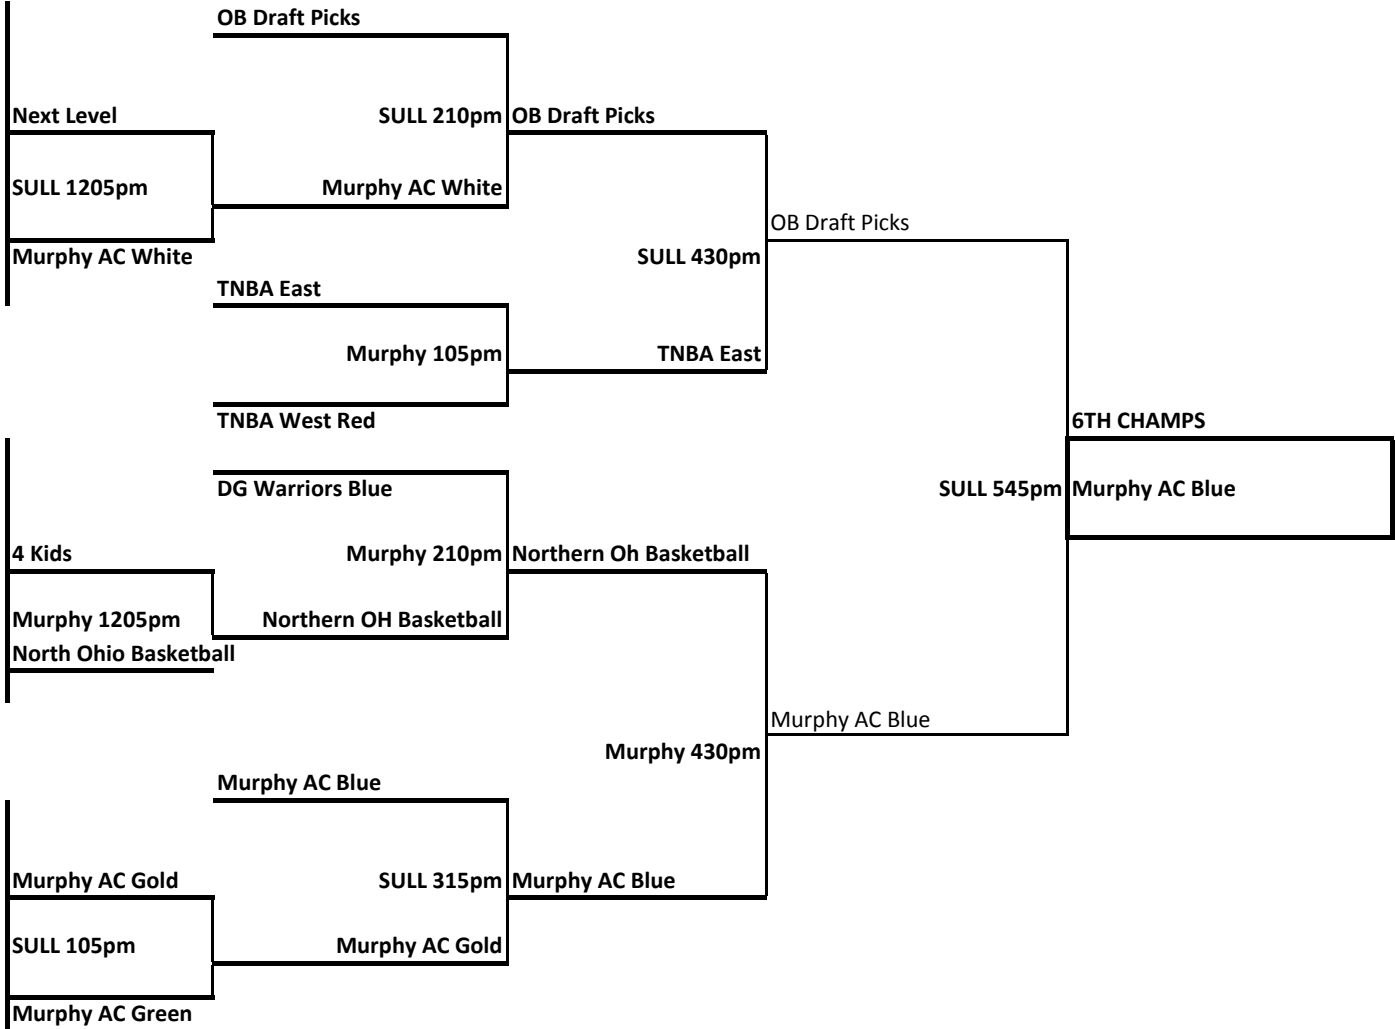 OB Draft Picks
Next Level
SULL 210pm
OB Draft Picks
SULL 1205pm
Murphy AC White
OB Draft Picks
Murphy AC White
SULL 430pm
TNBA East
Murphy 105pm
TNBA East
TNBA West Red
6TH CHAMPS
DG Warriors Blue
SULL 545pm
Murphy AC Blue
4 Kids
Murphy 210pm
Northern Oh Basketball
Murphy 1205pm
Northern OH Basketball
North Ohio Basketball
Murphy AC Blue
Murphy 430pm
Murphy AC Blue
Murphy AC Gold
SULL 315pm
Murphy AC Blue
SULL 105pm
Murphy AC Gold
Murphy AC Green